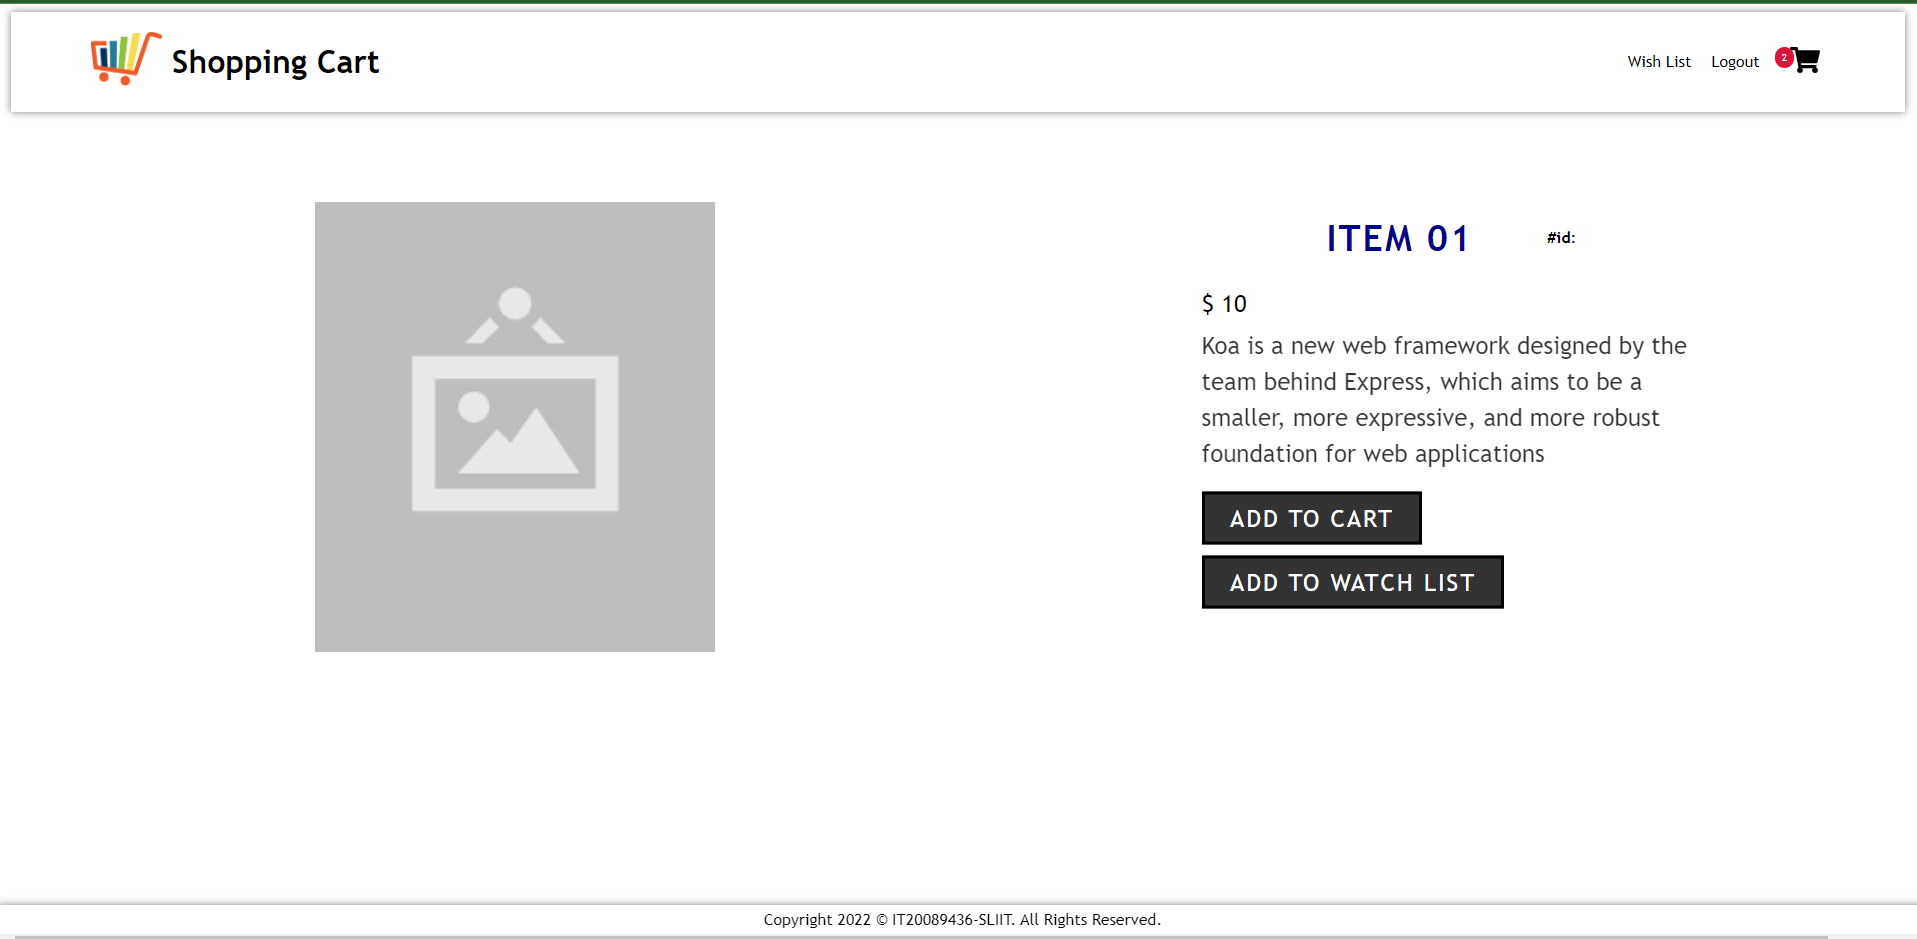 Shopping Cart
Wish List
Logout
2
ITEM 01
#id:
$ 10
Koa is a new web framework designed by the
team behind Express, which aims to be a
smaller, more expressive, and more robust
foundation for web applications
ADD TO CART
ADD TO WATCH LIST
Copyright 2022 © IT20089436-SLIIT. All Rights Reserved.